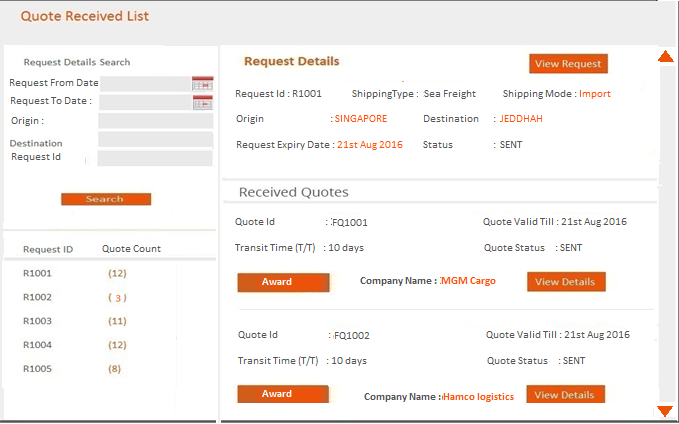 Quote Received List
Request Details Search
Request From Date
Request To Date :
Origin :
Destination
Request Id :
Search
Request ID Quote Count
R1001 (12)
R1002 ( 3 )
R1003 (11)
R1004 (12)
R1005 (8)
Request Details View Request
Request Id : R1001 ShippingType : Sea Freight Shipping Mode : Import
Origin : SINGAPORE Destination : JEDDHAH
Request Expiry Date : 21st Aug 2016 Status : SENT
Received Quotes
Quote Id : FQ1001 Quote Valid Till : 21st Aug 2016
Transit Time (T/T) : 10 days Quote Status : SENT
Award Company Name : MGM Cargo View Details
Quote Id : FQ1002 Quote Valid Till : 21st Aug 2016
Transit Time (T/T) : 10 days Quote Status : SENT
Award Company Name : Hamco logistics View Details